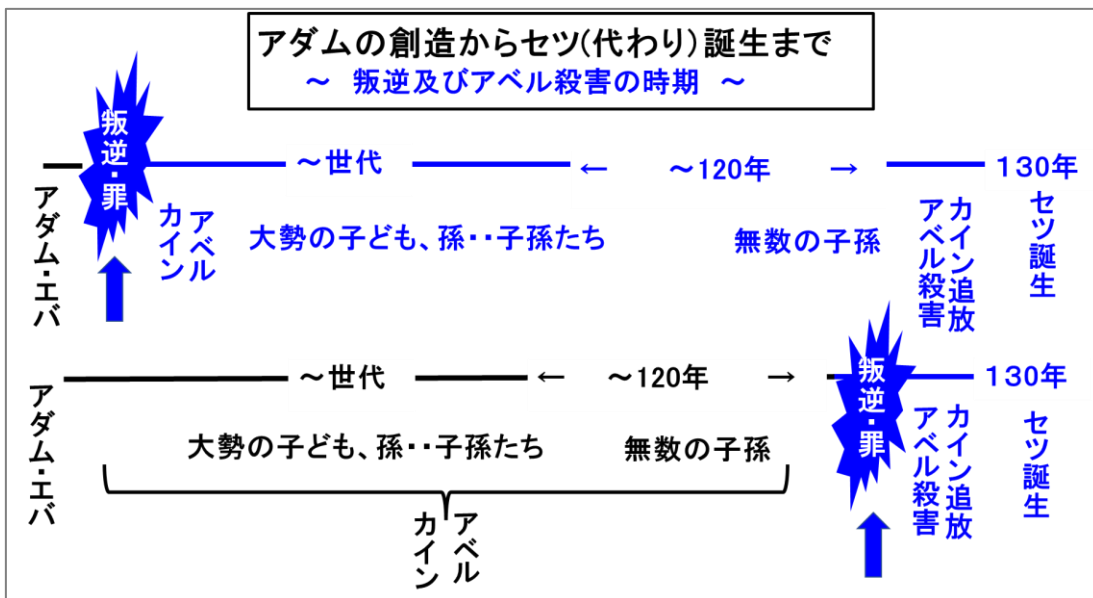 アダムの創造からセツ(代わり)誕生まで
～ 叛逆及びアベル殺害の時期 ～
叛逆・罪
～世代
← ～120年 →
130年
アダム・エバ
アベル
カイン
大勢の子ども、孫・・子孫たち
無数の子孫
カイン追放
アベル殺害
セツ誕生
～世代
← ～120年 →
叛逆・罪
130年
アダム・エバ
大勢の子ども、孫・・子孫たち
無数の子孫
カイン追放
アベル殺害
セツ誕生
アベル
カイン